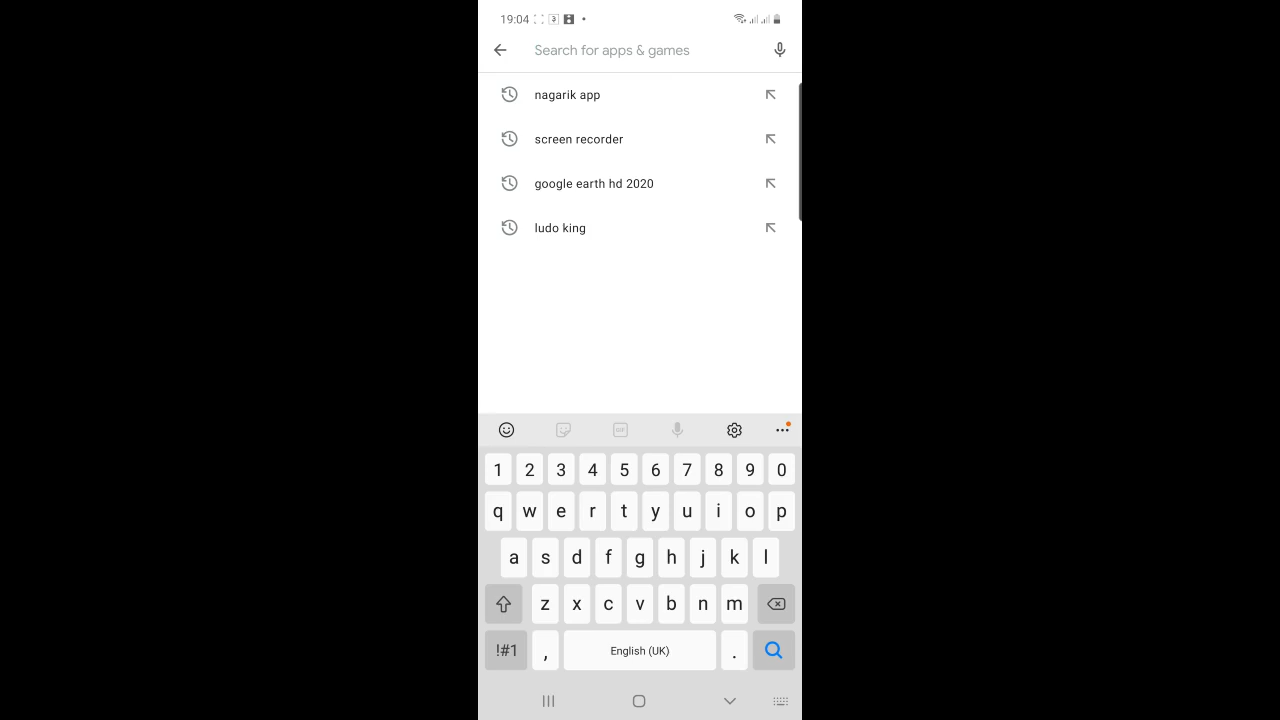 19:04
Search for apps & games
nagarik app
screen recorder
google earth hd 2020
ludo king
GIF
1 2 3 4 5 6 7 8 9 0
q w e r t y u i o p
a s d f g h j k l
z x c v b n m
!#1 , English (UK) .